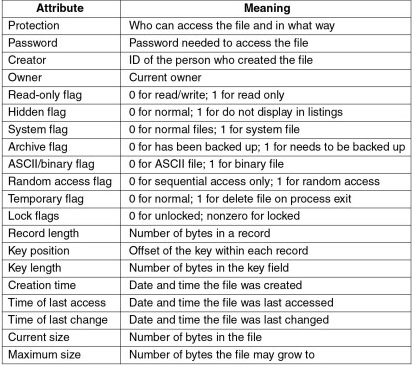 Attribute Meaning
Protection Who can access the file and in what way
Password Password needed to access the file
Creator ID of the person who created the file
Owner Current owner
Read-only flag 0 for read/write; 1 for read only
Hidden flag 0 for normal; 1 for do not display in listings
System flag 0 for normal files; 1 for system file
Archive flag 0 for has been backed up; 1 for needs to be backed up
ASCII/binary flag 0 for ASCII file; 1 for binary file
Random access flag 0 for sequential access only; 1 for random access
Temporary flag 0 for normal; 1 for delete file on process exit
Lock flags 0 for unlocked; nonzero for locked
Record length Number of bytes in a record
Key position Offset of the key within each record
Key length Number of bytes in the key field
Creation time Date and time the file was created
Time of last access Date and time the file was last accessed
Time of last change Date and time the file was last changed
Current size Number of bytes in the file
Maximum size Number of bytes the file may grow to